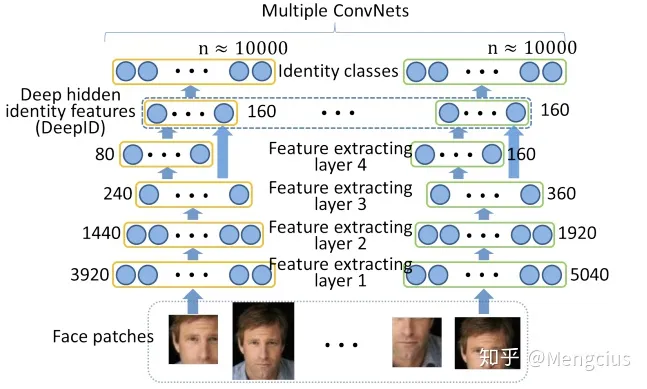 Multiple ConvNets
n ≈ 10000
n ≈ 10000
Identity classes
Deep hidden
identity features
(DeepID)
160
160
80
Feature extracting
layer 4
160
240
Feature extracting
layer 3
360
1440
Feature extracting
layer 2
1920
3920
Feature extracting
layer 1
5040
Face patches
知乎 @Mengcius